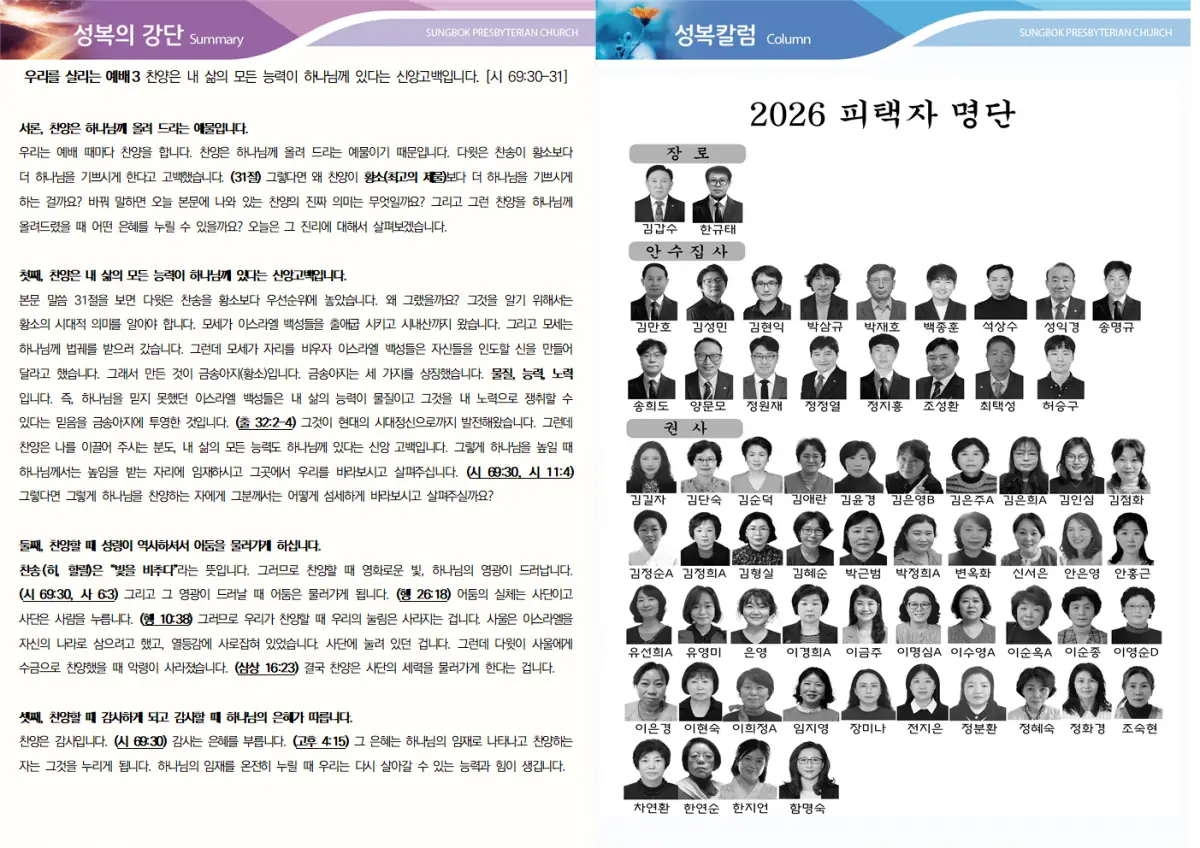 성복의 강단 Summary
SUNGBOK PRESBYTERIAN CHURCH
우리를 살리는 예배 3 찬양은 내 삶의 모든 능력이 하나님께 있다는 신앙고백입니다. [시 69:30-31]
서론, 찬양은 하나님께 올려 드리는 예물입니다.
우리는 예배 때마다 찬양을 합니다. 찬양은 하나님께 올려 드리는 예물이기 때문입니다. 다윗은 찬송이 황소보다
더 하나님을 기쁘시게 한다고 고백했습니다. (31절) 그렇다면 왜 찬양이 황소(최고의 제물)보다 더 하나님을 기쁘시게
하는 걸까요? 바꿔 말하면 오늘 본문에 나와 있는 찬양의 진짜 의미는 무엇일까요? 그리고 그런 찬양을 하나님께
올려드렸을 때 어떤 은혜를 누릴 수 있을까요? 오늘은 그 진리에 대해서 살펴보겠습니다.
첫째, 찬양은 내 삶의 모든 능력이 하나님께 있다는 신앙고백입니다.
본문 말씀 31절을 보면 다윗은 찬송을 황소보다 우선순위에 놓았습니다. 왜 그랬을까요? 그것을 알기 위해서는
황소의 시대적 의미를 알아야 합니다. 모세가 이스라엘 백성들을 출애굽 시키고 시내산까지 왔습니다. 그리고 모세는
하나님께 법궤를 받으러 갔습니다. 그런데 모세가 자리를 비우자 이스라엘 백성들은 자신들을 인도할 신을 만들어
달라고 했습니다. 그래서 만든 것이 금송아지(황소)입니다. 금송아지는 세 가지를 상징했습니다. 물질, 능력, 노력
입니다. 즉, 하나님을 믿지 못했던 이스라엘 백성들은 내 삶의 능력이 물질이고 그것을 내 노력으로 쟁취할 수
있다는 믿음을 금송아지에 투영한 것입니다. (출 32:2-4) 그것이 현대의 시대정신으로까지 발전해왔습니다. 그런데
찬양은 나를 이끌어 주시는 분도, 내 삶의 모든 능력도 하나님께 있다는 신앙 고백입니다. 그렇게 하나님을 높일 때
하나님께서는 높임을 받는 자리에 임재하시고 그곳에서 우리를 바라보시고 살펴주십니다. (시 69:30, 시 11:4)
그렇다면 그렇게 하나님을 찬양하는 자에게 그분께서는 어떻게 섬세하게 바라보시고 살펴주실까요?
둘째, 찬양할 때 성령이 역사하셔서 어둠을 물러가게 하십니다.
찬송(히, 할랄)은 "빛을 비추다"라는 뜻입니다. 그러므로 찬양할 때 영화로운 빛, 하나님의 영광이 드러납니다.
(시 69:30, 사 6:3) 그리고 그 영광이 드러날 때 어둠은 물러가게 됩니다. (행 26:18) 어둠의 실체는 사단이고
사단은 사람을 누릅니다. (행 10:38) 그러므로 우리가 찬양할 때 우리의 눌림은 사라지는 겁니다. 사울은 이스라엘을
자신의 나라로 삼으려고 했고, 열등감에 사로잡혀 있었습니다. 사단에 눌려 있던 겁니다. 그런데 다윗이 사울에게
수금으로 찬양했을 때 악령이 사라졌습니다. (삼상 16:23) 결국 찬양은 사단의 세력을 물러가게 한다는 겁니다.
셋째, 찬양할 때 감사하게 되고 감사할 때 하나님의 은혜가 따릅니다.
찬양은 감사입니다. (시 69:30) 감사는 은혜를 부릅니다. (고후 4:15) 그 은혜는 하나님의 임재로 나타나고 찬양하는
자는 그것을 누리게 됩니다. 하나님의 임재를 온전히 누릴 때 우리는 다시 살아갈 수 있는 능력과 힘이 생깁니다.
성복칼럼 Column
SUNGBOK PRESBYTERIAN CHURCH
2026 피택자 명단
장 로
김갑수 한규태
안수집사
김만호 김성민 김현익 박삼규 박재호 백종훈 석상수 성익경 송명규
송희도 양문모 정원재 정정열 정지홍 조성환 최택성 허승구
권 사
김길자 김단숙 김순덕 김애란 김윤경 김은영B 김은주A 김은희A 김인심 김점화
김정순A 김정희A 김형실 김혜순 박근범 박정희A 변옥화 신서은 안은영 안홍근
유선희A 유영미 은영 이경희A 이금주 이명심A 이수영A 이순옥A 이순종 이영순D
이은경 이현숙 이희정A 임지영 장미나 전지은 정분환 정혜숙 정화경 조숙현
차연환 한연순 한지언 함명숙